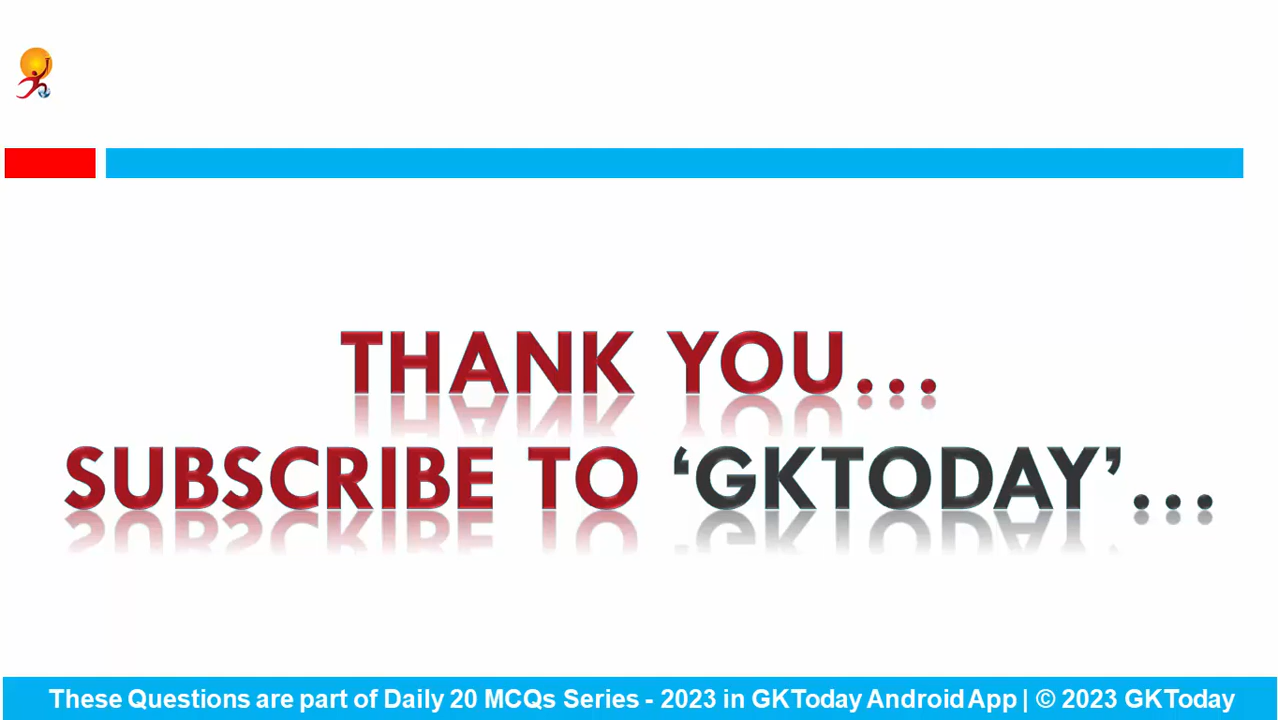 THANK YOU...
SUBSCRIBE TO ‘GKTODAY’...
These Questions are part of Daily 20 MCQs Series - 2023 in GKToday Android App | © 2023 GKToday